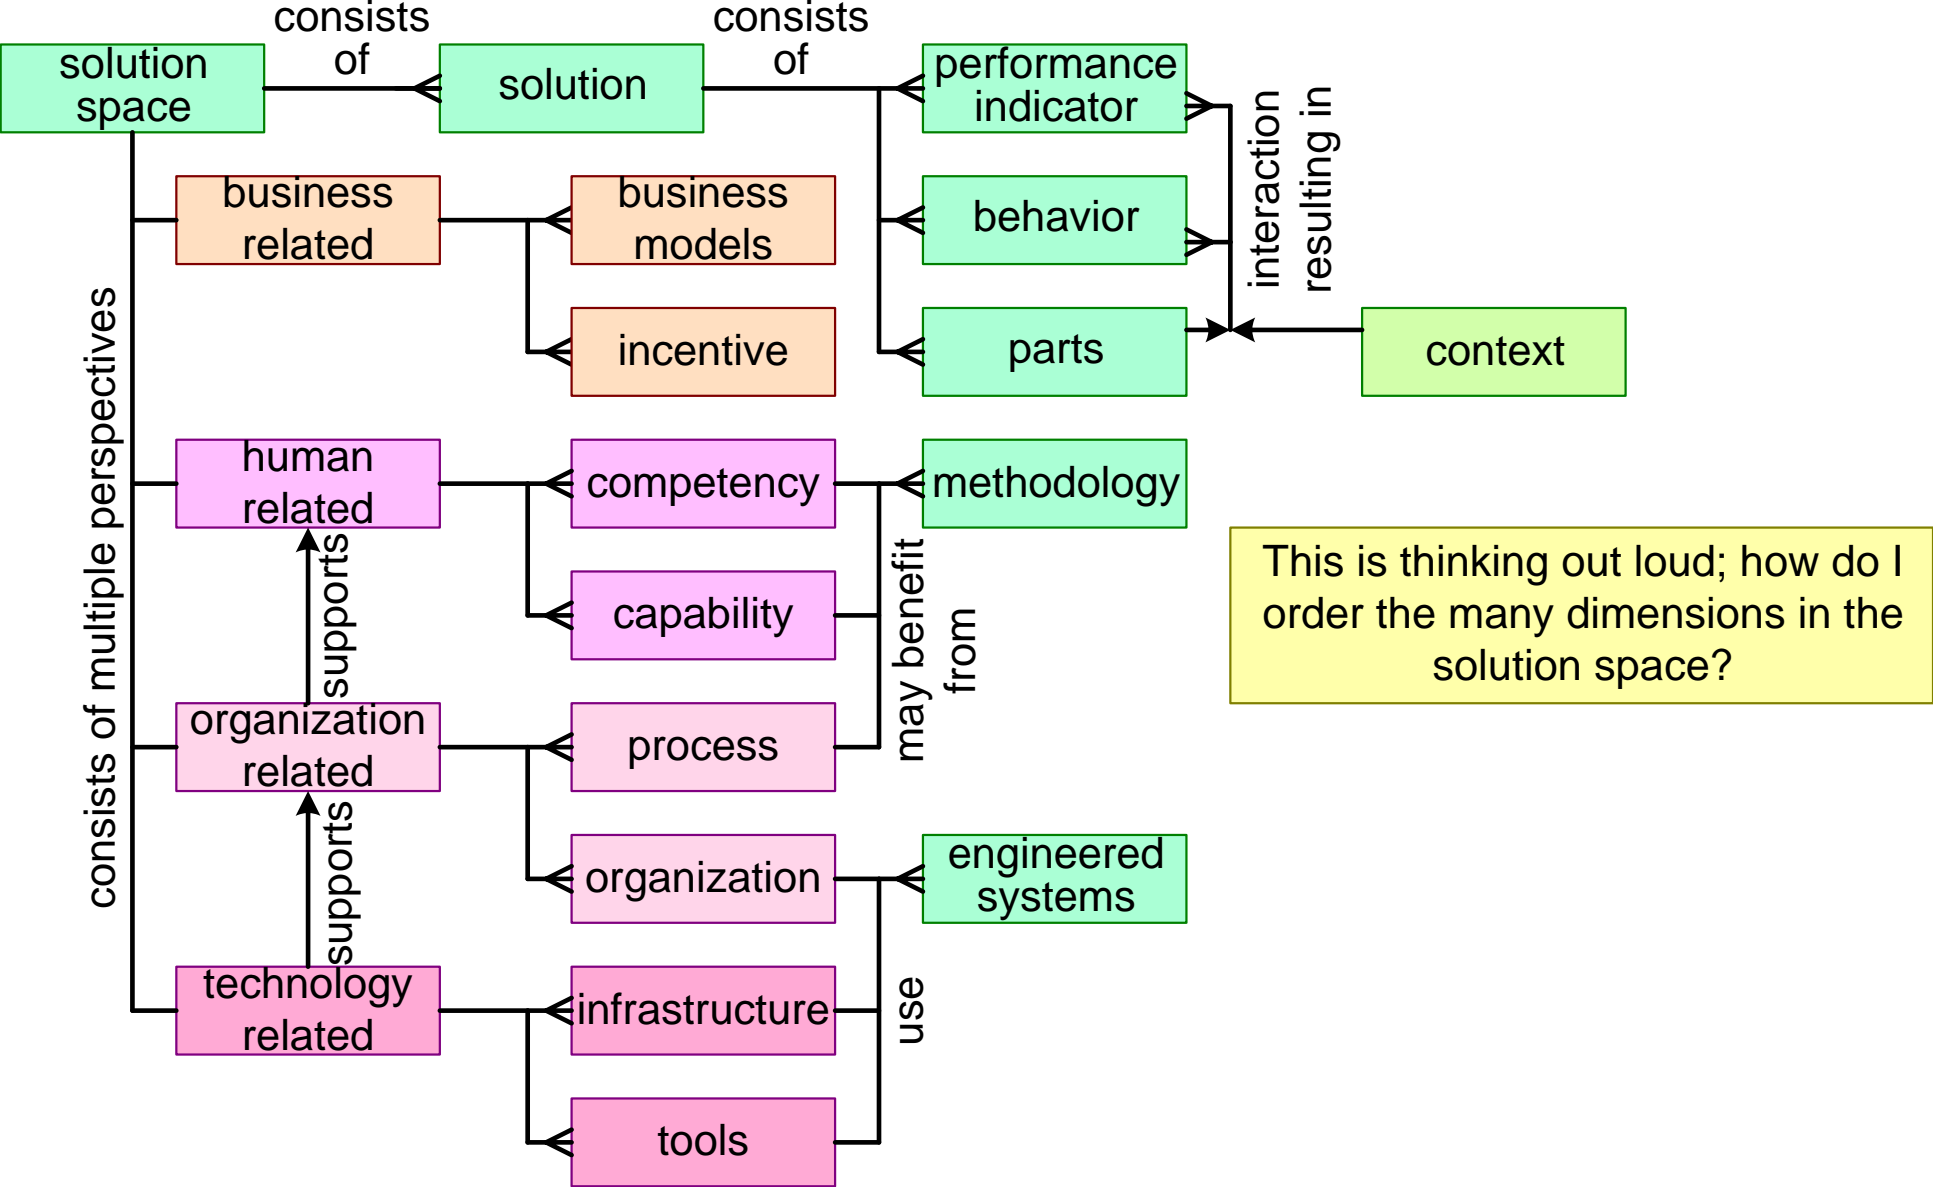 consists
of
consists
of
solution
space
solution
performance
indicator
interaction
resulting in
business
related
business
models
behavior
incentive
parts
context
consists of multiple perspectives
human
related
competency
methodology
supports
capability
may benefit
from
This is thinking out loud; how do I
order the many dimensions in the
solution space?
organization
related
process
supports
organization
engineered
systems
technology
related
infrastructure
use
tools